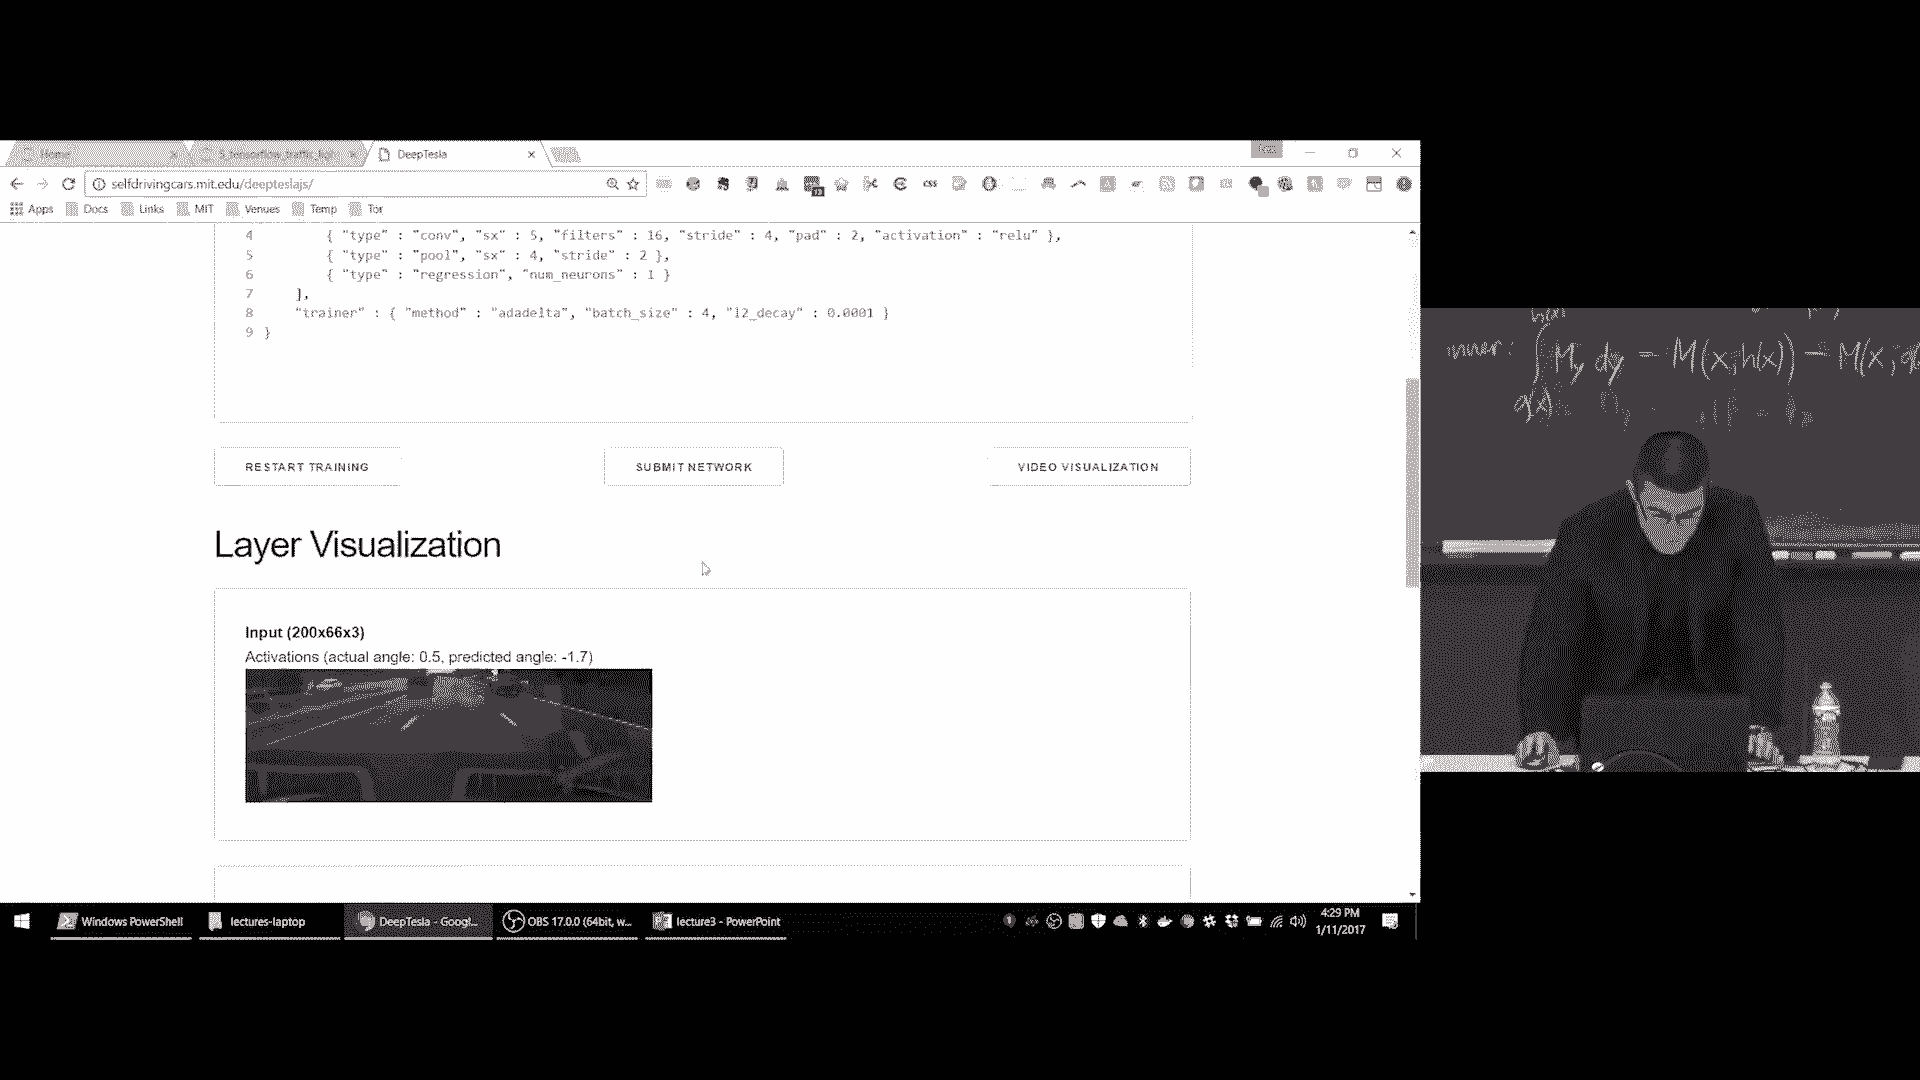 Home
5_tensorflow_traffic_light
DeepTesla
selfdrivingcars.mit.edu/deepteslajs/
Apps Docs Links MIT Venues Temp Tor
4 { "type" : "conv", "sx" : 5, "filters" : 16, "stride" : 4, "pad" : 2, "activation" : "relu" },
5 { "type" : "pool", "sx" : 4, "stride" : 2 },
6 { "type" : "regression", "num_neurons" : 1 }
7 ],
8 "trainer" : { "method" : "adadelta", "batch_size" : 4, "l2_decay" : 0.0001 }
9 }
RESTART TRAINING SUBMIT NETWORK VIDEO VISUALIZATION
Layer Visualization
Input (200x66x3)
Activations (actual angle: 0.5, predicted angle: -1.7)
Windows PowerShell lectures-laptop DeepTesla - Googl... OBS 17.0.0 (64bit, w... lecture3 - PowerPoint
4:29 PM
1/11/2017
inner: ∫ My dy = M(x, h(x)) - M(x, g
g(x)